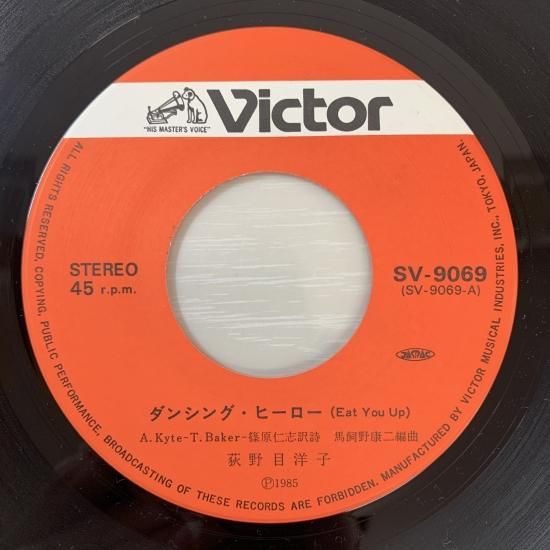 "HIS MASTER'S VOICE"
Victor
STEREO
45 r.p.m.
SV-9069
(SV-9069-A)
JASRAC
ダンシング・ヒーロー (Eat You Up)
A.Kyte-T.Baker-篠原仁志訳詩 馬飼野康二編曲
荻野目洋子
Ⓟ1985
ALL RIGHTS RESERVED, COPYING, PUBLIC PERFORMANCE, BROADCASTING OF THESE RECORDS ARE FORBIDDEN. MANUFACTURED BY VICTOR MUSICAL INDUSTRIES, INC., TOKYO, JAPAN.